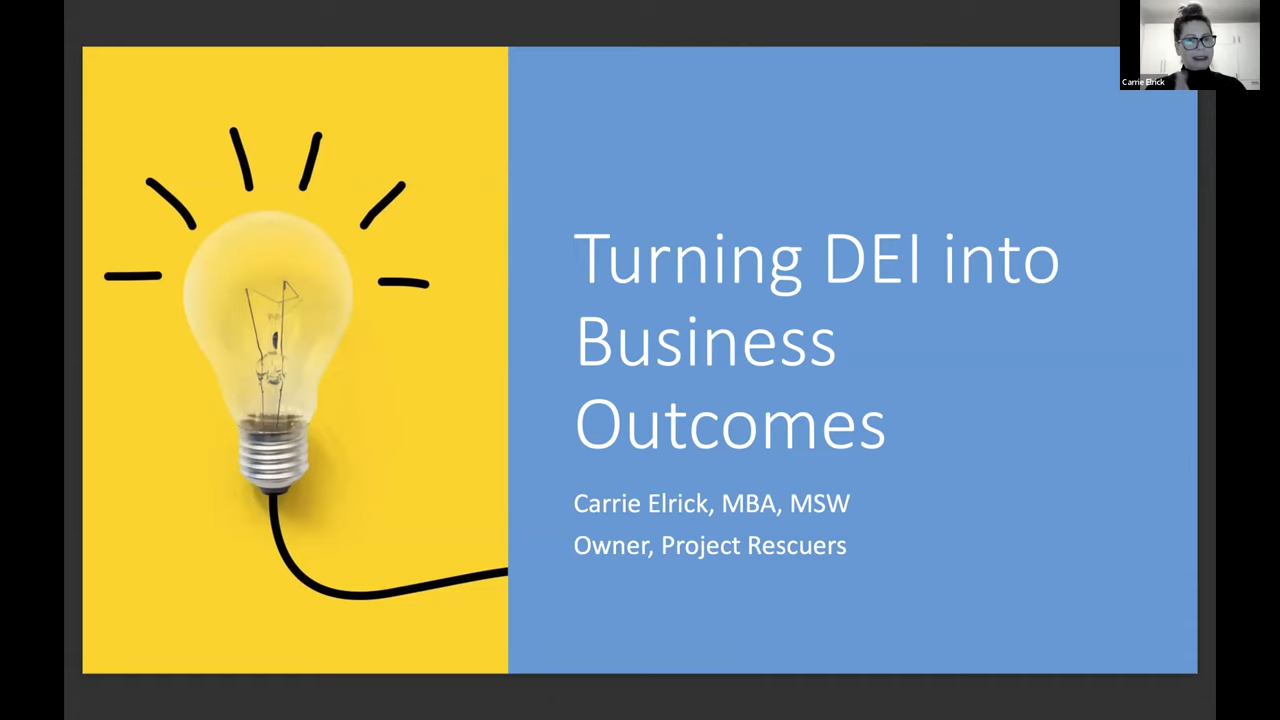 Carrie Elrick
Turning DEI into
Business
Outcomes
Carrie Elrick, MBA, MSW
Owner, Project Rescuers